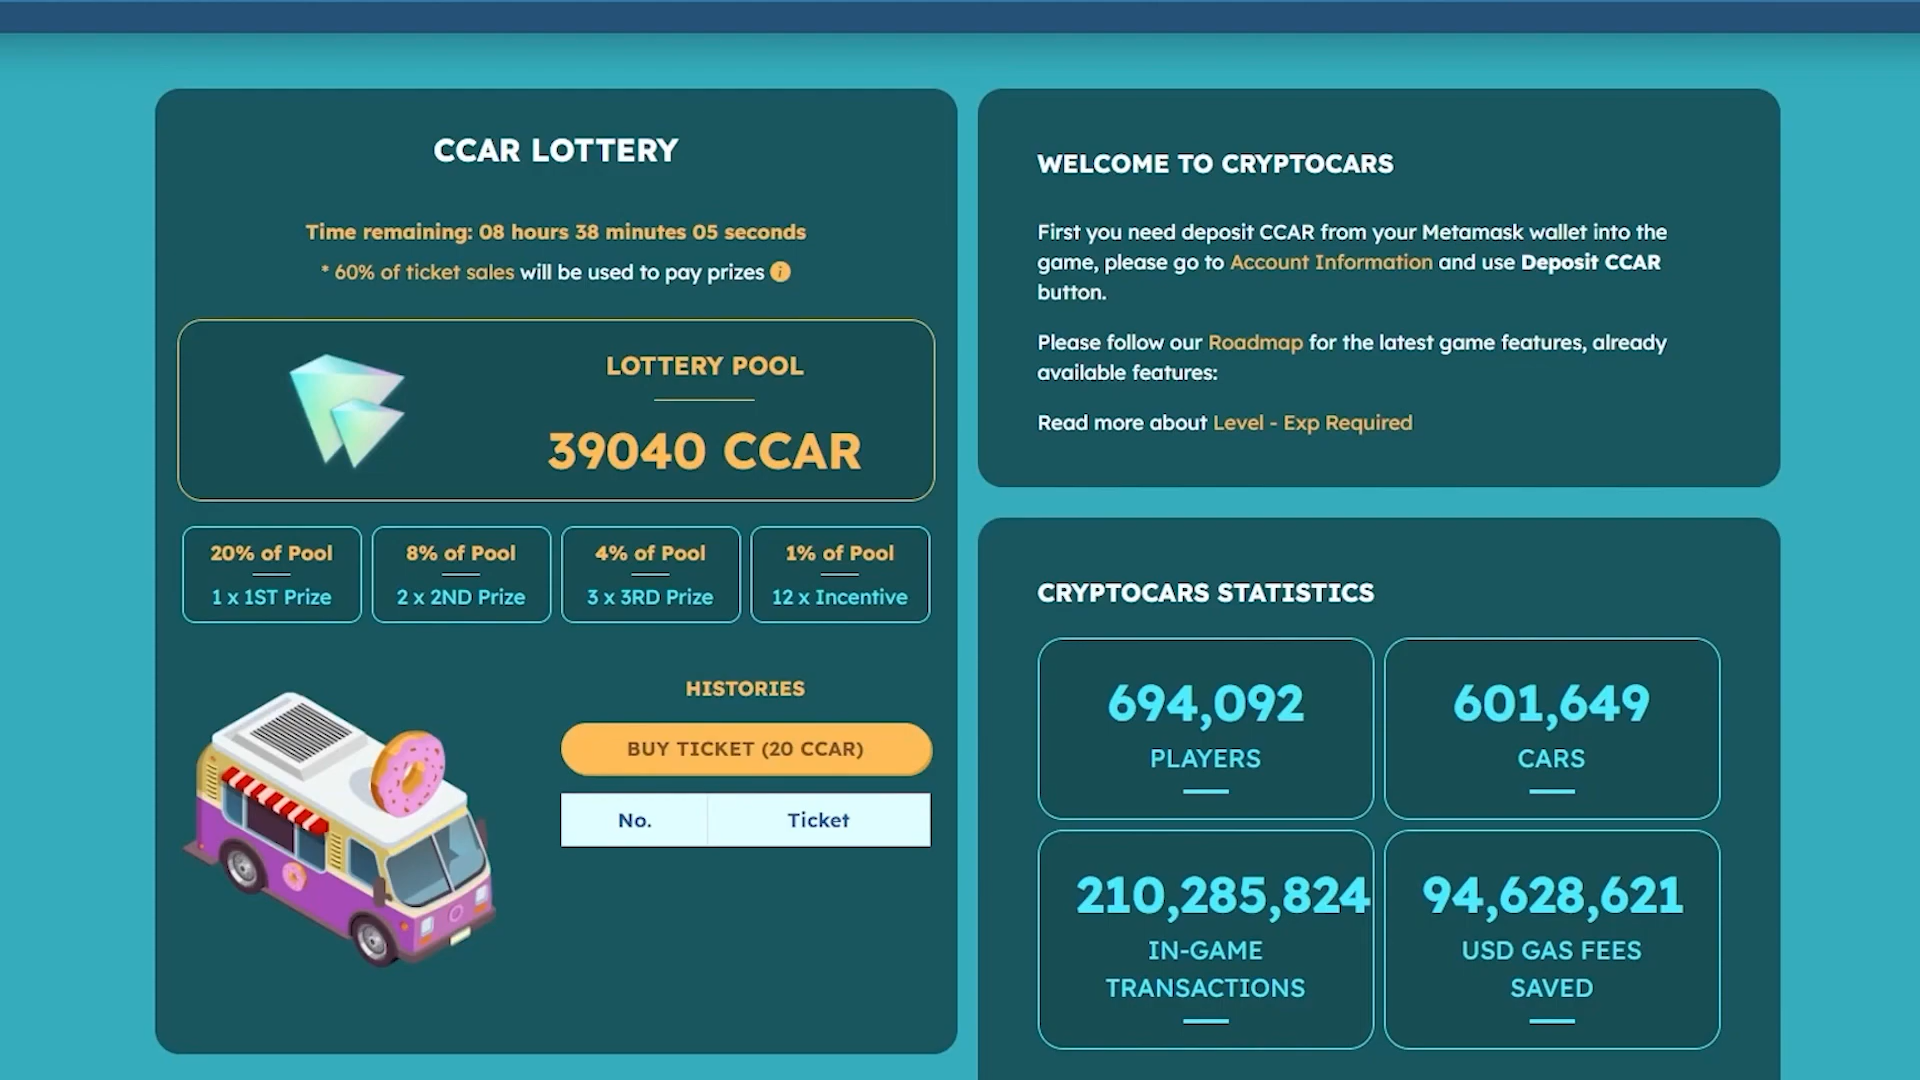 CCAR LOTTERY
Time remaining: 08 hours 38 minutes 05 seconds
* 60% of ticket sales will be used to pay prizes i
LOTTERY POOL
39040 CCAR
20% of Pool
1 x 1ST Prize
8% of Pool
2 x 2ND Prize
4% of Pool
3 x 3RD Prize
1% of Pool
12 x Incentive
HISTORIES
BUY TICKET (20 CCAR)
No. Ticket
WELCOME TO CRYPTOCARS
First you need deposit CCAR from your Metamask wallet into the
game, please go to Account Information and use Deposit CCAR
button.
Please follow our Roadmap for the latest game features, already
available features:
Read more about Level - Exp Required
CRYPTOCARS STATISTICS
694,092
PLAYERS
601,649
CARS
210,285,824
IN-GAME
TRANSACTIONS
94,628,621
USD GAS FEES
SAVED